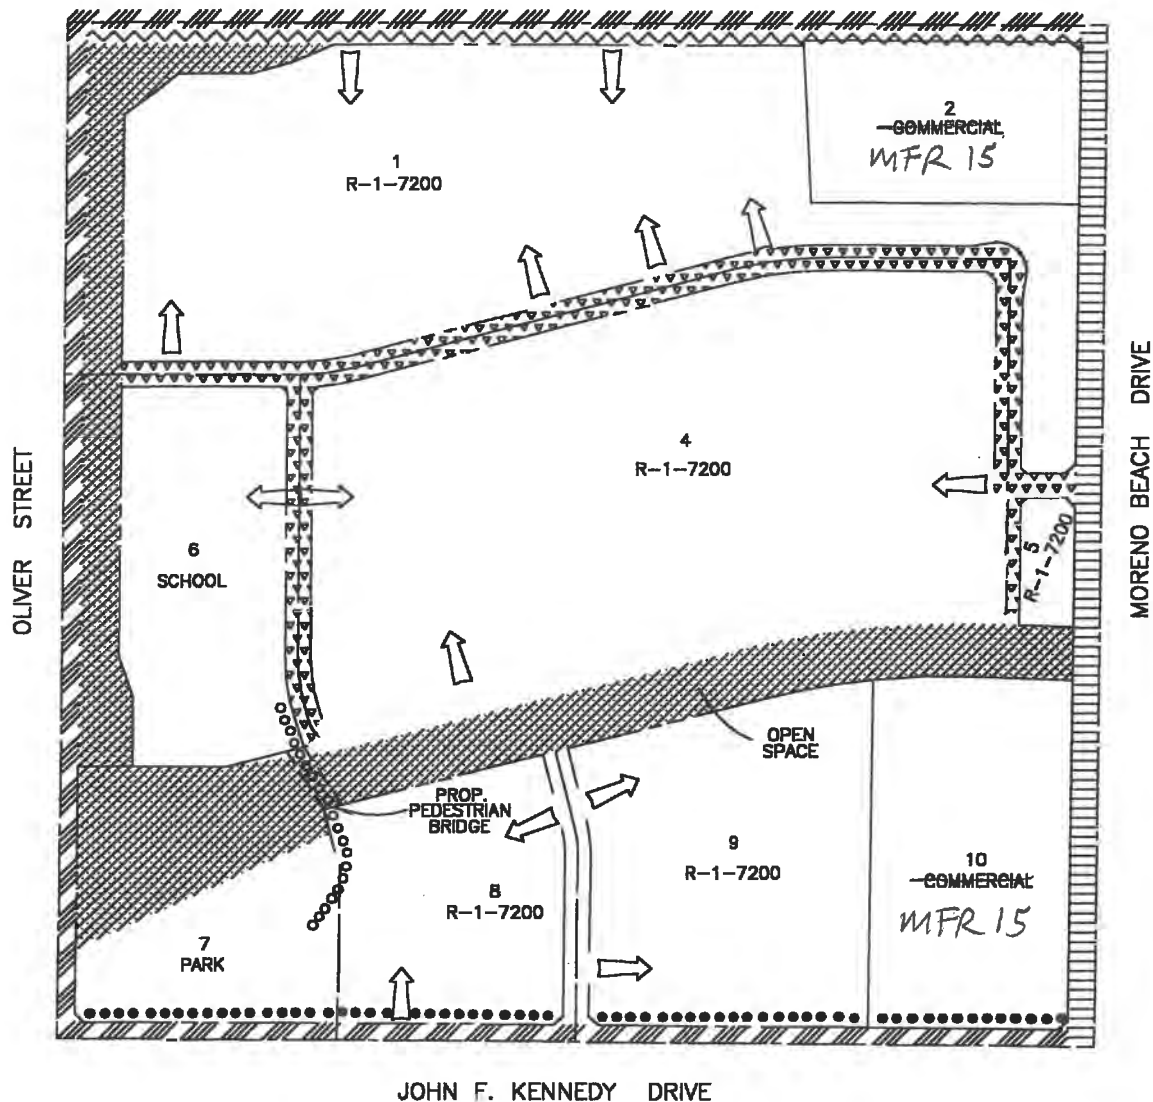 2
COMMERCIAL
MFR 15
1
R-1-7200
4
R-1-7200
OLIVER STREET
MORENO BEACH DRIVE
6
SCHOOL
5
R-1-7200
OPEN
SPACE
PROP.
PEDESTRIAN
BRIDGE
9
R-1-7200
10
COMMERCIAL
MFR 15
8
R-1-7200
7
PARK
JOHN F. KENNEDY DRIVE